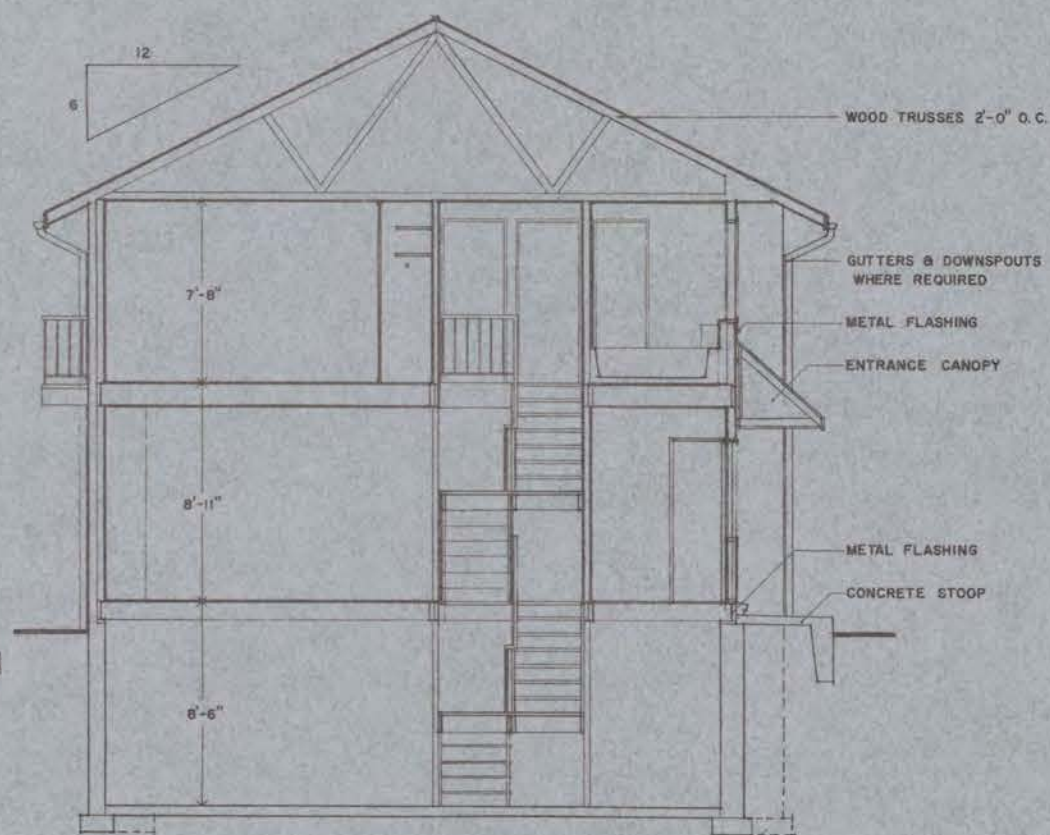 12
6
WOOD TRUSSES 2'-0" O.C.
GUTTERS & DOWNSPOUTS
WHERE REQUIRED
7'-8"
METAL FLASHING
ENTRANCE CANOPY
8'-11"
METAL FLASHING
CONCRETE STOOP
8'-6"